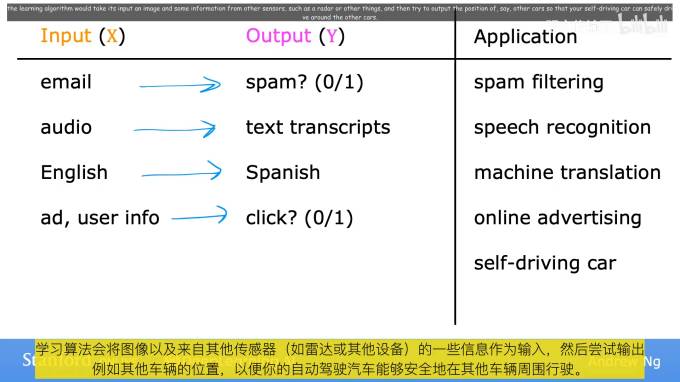 the learning algorithm would take its input an image and some information from other sensors, such as a radar or other things, and then try to output the position of, say, other cars so that your self-driving car can safely dri
ve around the other cars.
Input (X) Output (Y) Application
email spam? (0/1) spam filtering
audio text transcripts speech recognition
English Spanish machine translation
ad, user info click? (0/1) online advertising
self-driving car
学习算法会将图像以及来自其他传感器（如雷达或其他设备）的一些信息作为输入，然后尝试输出
例如其他车辆的位置，以便你的自动驾驶汽车能够安全地在其他车辆周围行驶。
Andrew Ng